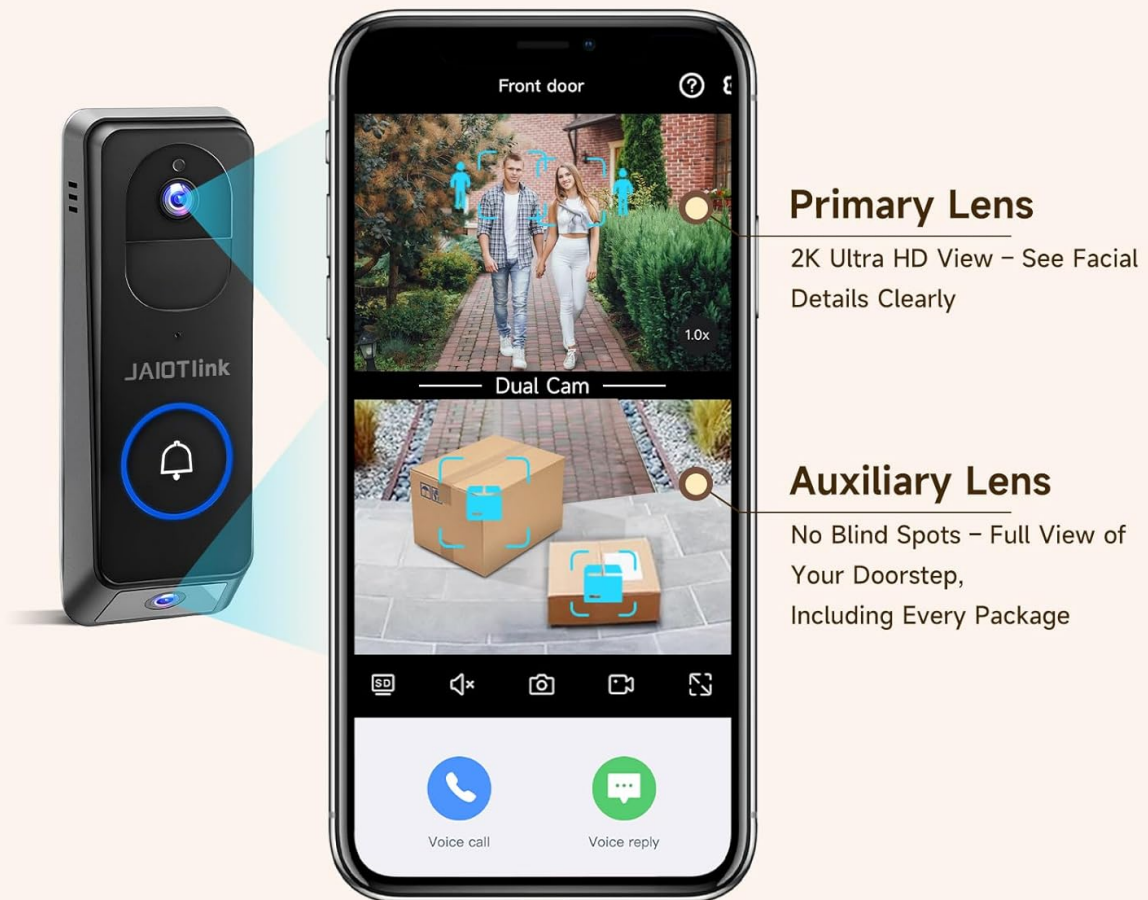 Front door
JAIOTlink
1.0x
Dual Cam
SD
Voice call
Voice reply
Primary Lens
2K Ultra HD View – See Facial
Details Clearly
Auxiliary Lens
No Blind Spots – Full View of
Your Doorstep,
Including Every Package